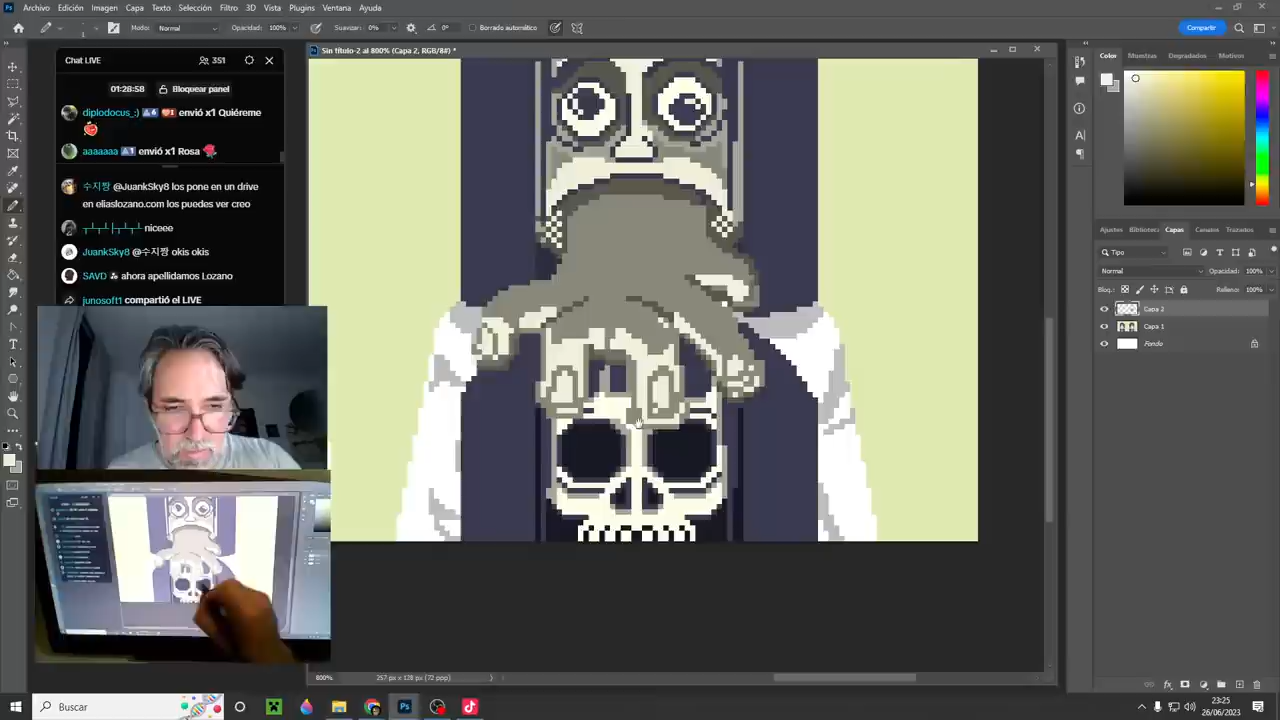 Archivo Edición Imagen Capa Texto Selección Filtro 3D Vista Plugins Ventana Ayuda
Modo: Normal Opacidad: 100% Suavizar: 0% 0° Borrado automático Compartir
Chat LIVE 351
01:28:58 Bloquear panel
diplodocus_:) 6 1 envió x1 Quiéreme
aaaaaaa 1 envió x1 Rosa
수지짱 @JuankSky8 los pone en un drive
en eliaslozano.com los puedes ver creo
┬┴┬┴┤┬┴┬┴ niceee
JuankSky8 @수지짱 okis okis
SAVD ahora apellidamos Lozano
junosoft1 compartió el LIVE
Sin título-2 al 800% (Capa 2, RGB/8#) *
800% 257 px x 128 px (72 ppp)
Color Muestras Degradados Motivos
Ajustes Bibliotec Capas Canales Trazados
Tipo
Normal Opacidad: 100%
Bloq.: Relleno: 100%
Capa 2
Capa 1
Fondo
Buscar
23:25
26/06/2023